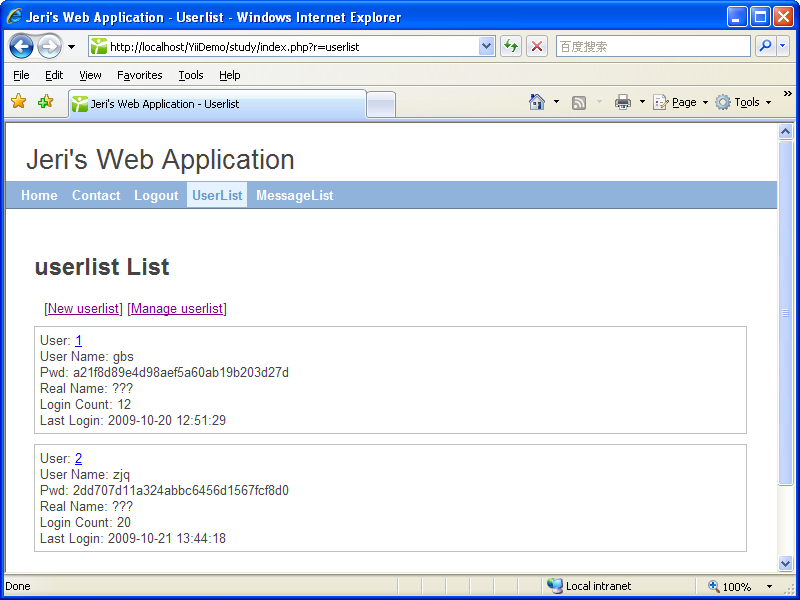 Jeri's Web Application - Userlist - Windows Internet Explorer
http://localhost/YiiDemo/study/index.php?r=userlist
百度搜索
File Edit View Favorites Tools Help
Jeri's Web Application - Userlist
Page Tools »
Jeri's Web Application
Home Contact Logout UserList MessageList
userlist List
[New userlist] [Manage userlist]
User: 1
User Name: gbs
Pwd: a21f8d89e4d98aef5a60ab19b203d27d
Real Name: ???
Login Count: 12
Last Login: 2009-10-20 12:51:29
User: 2
User Name: zjq
Pwd: 2dd707d11a324abbc6456d1567fcf8d0
Real Name: ???
Login Count: 20
Last Login: 2009-10-21 13:44:18
Done Local intranet 100%